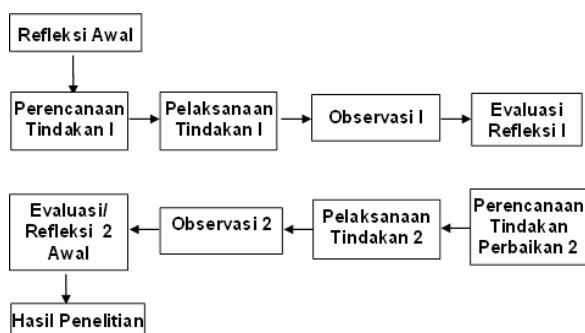 Refleksi Awal
Perencanaan
Tindakan I
Pelaksanaan
Tindakan I
Observasi I
Evaluasi
Refleksi I
Perencanaan
Tindakan
Perbaikan 2
Pelaksanaan
Tindakan 2
Observasi 2
Evaluasi/
Refleksi 2
Awal
Hasil Penelitian